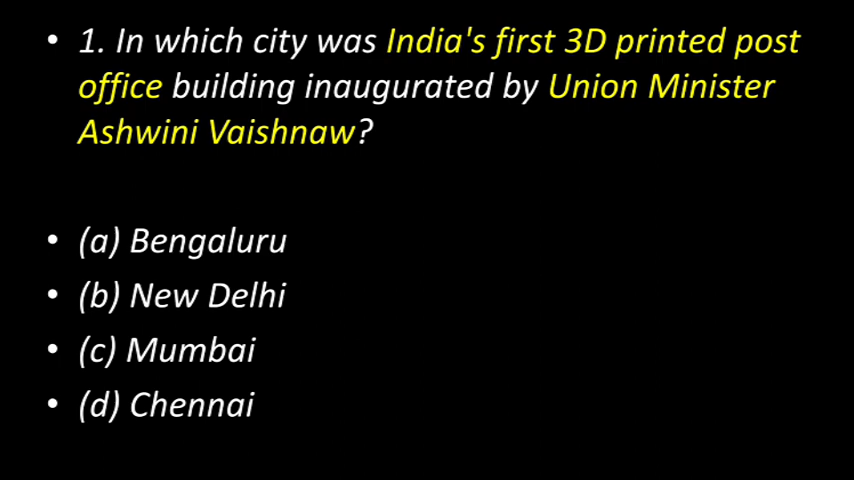 • 1. In which city was India's first 3D printed post
office building inaugurated by Union Minister
Ashwini Vaishnaw?
• (a) Bengaluru
• (b) New Delhi
• (c) Mumbai
• (d) Chennai